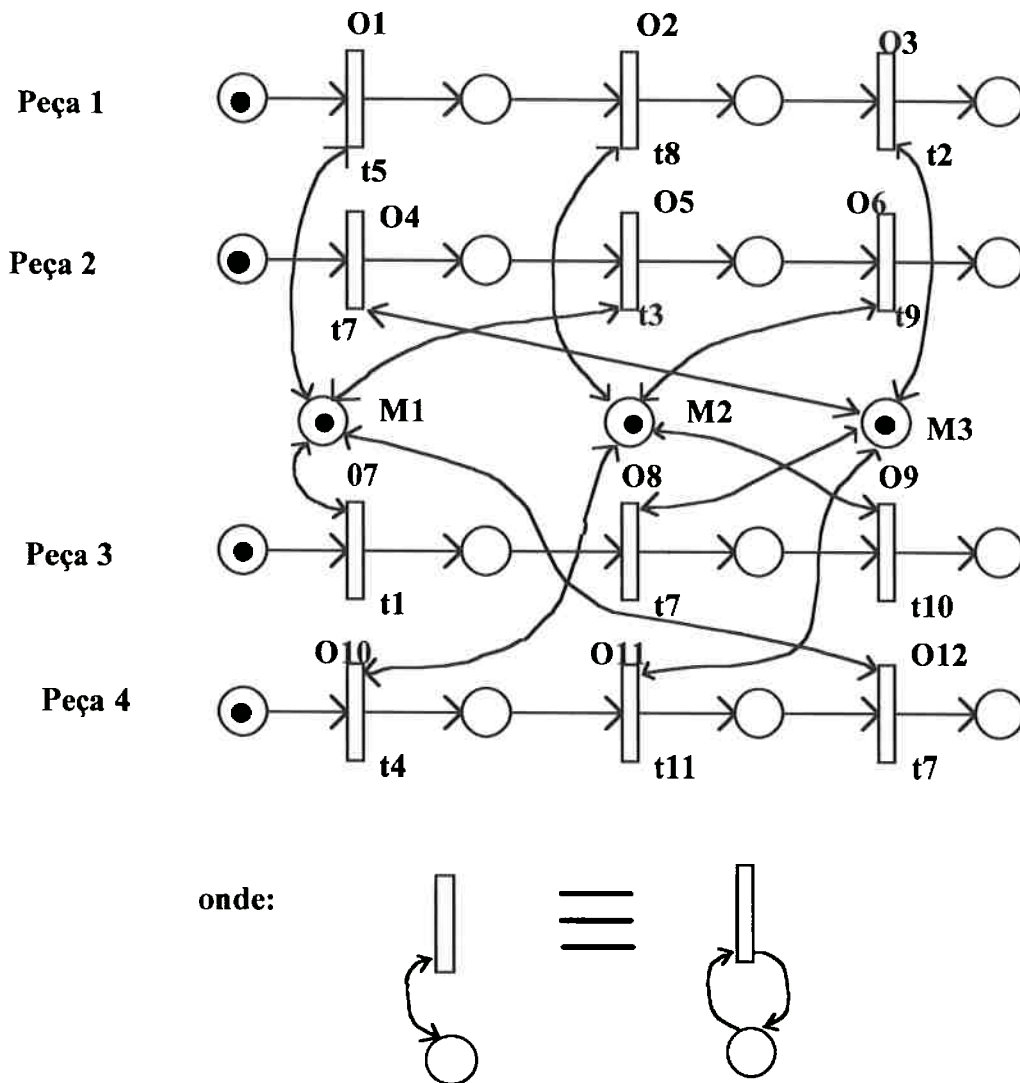 O1
O2
O3
Peça 1
t5
t8
t2
O4
O5
O6
Peça 2
t7
t3
t9
M1
M2
M3
07
O8
O9
Peça 3
t1
t7
t10
O10
O11
O12
Peça 4
t4
t11
t7
onde: